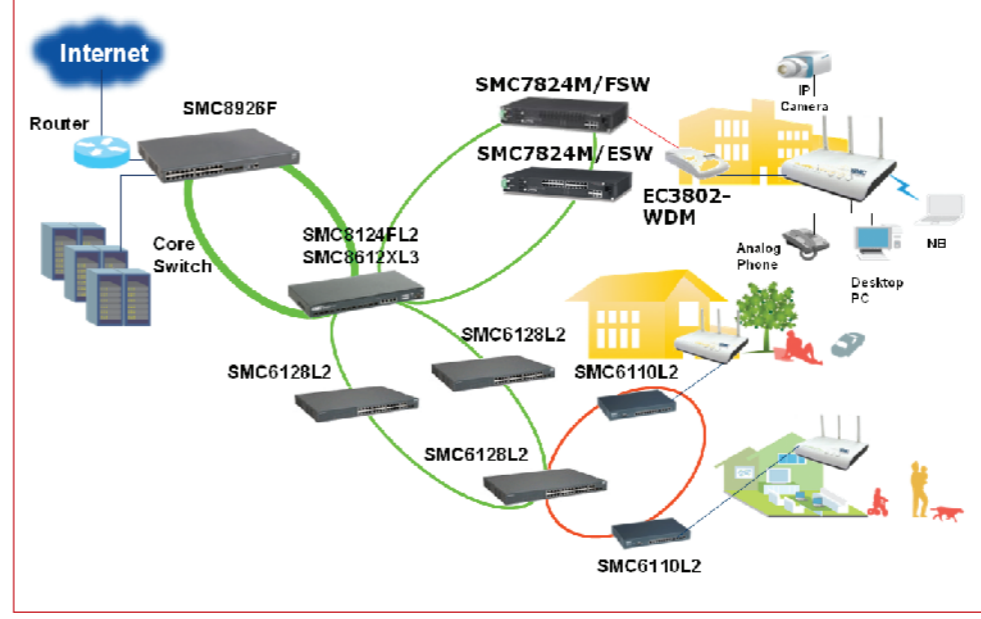 Internet
SMC8926F
Router
Core
Switch
SMC7824M/FSW
SMC7824M/ESW
EC3802-
WDM
IP
Camera
Analog
Phone
Desktop
PC
NB
SMC8124FL2
SMC8612XL3
SMC6128L2
SMC6128L2
SMC6128L2
SMC6110L2
SMC6110L2